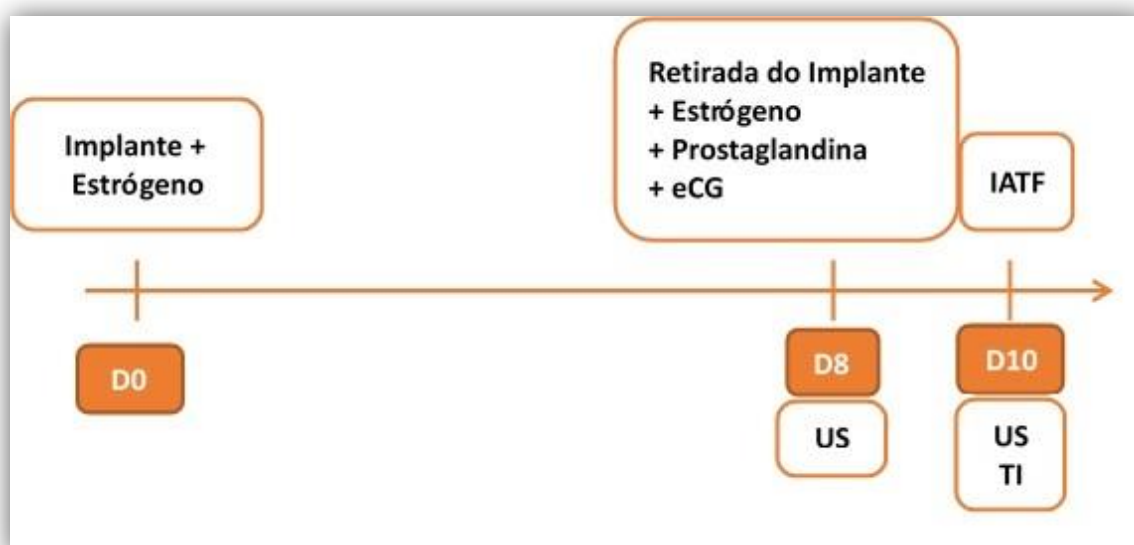 Implante +
Estrógeno
Retirada do Implante
+ Estrógeno
+ Prostaglandina
+ eCG
IATF
D0
D8
D10
US
US
TI